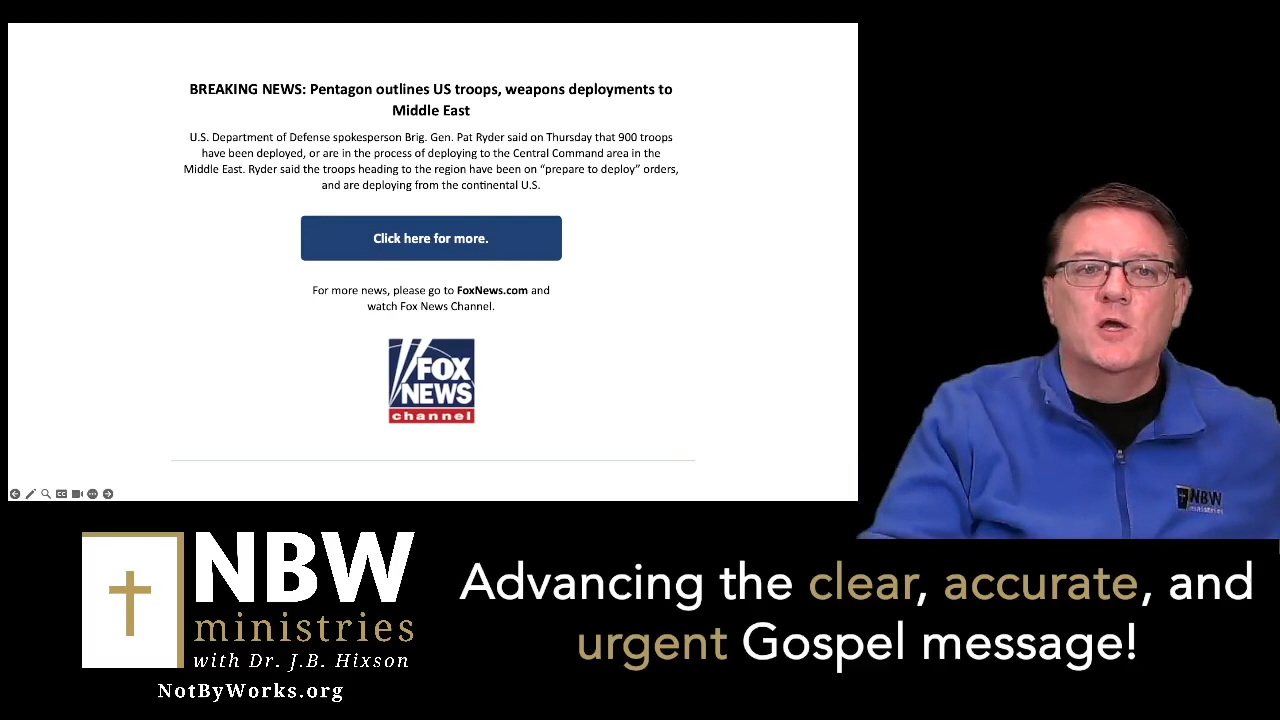 BREAKING NEWS: Pentagon outlines US troops, weapons deployments to
Middle East
U.S. Department of Defense spokesperson Brig. Gen. Pat Ryder said on Thursday that 900 troops
have been deployed, or are in the process of deploying to the Central Command area in the
Middle East. Ryder said the troops heading to the region have been on “prepare to deploy” orders,
and are deploying from the continental U.S.
Click here for more.
For more news, please go to FoxNews.com and
watch Fox News Channel.
FOX
NEWS
channel
NBW
ministries
NBW
ministries
with Dr. J.B. Hixson
NotByWorks.org
Advancing the clear, accurate, and
urgent Gospel message!